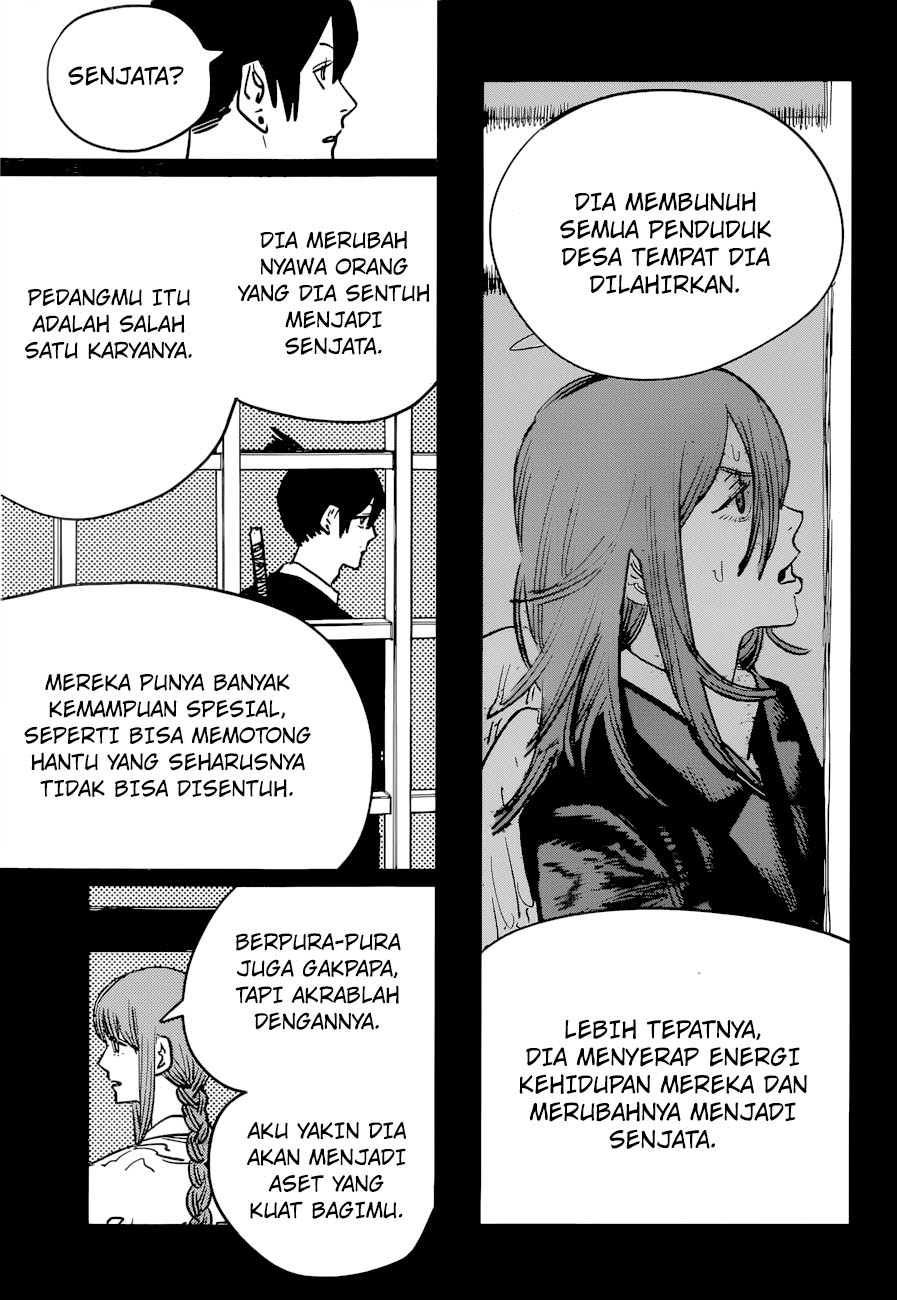 DIA MEMBUNUH
SEMUA PENDUDUK
DESA TEMPAT DIA
DILAHIRKAN.
LEBIH TEPATNYA,
DIA MENYERAP ENERGI
KEHIDUPAN MEREKA DAN
MERUBAHNYA MENJADI
SENJATA.
SENJATA?
DIA MERUBAH
NYAWA ORANG
YANG DIA SENTUH
MENJADI
SENJATA.
PEDANGMU ITU
ADALAH SALAH
SATU KARYANYA.
MEREKA PUNYA BANYAK
KEMAMPUAN SPESIAL,
SEPERTI BISA MEMOTONG
HANTU YANG SEHARUSNYA
TIDAK BISA DISENTUH.
BERPURA-PURA
JUGA GAKPAPA,
TAPI AKRABLAH
DENGANNYA.
AKU YAKIN DIA
AKAN MENJADI
ASET YANG
KUAT BAGIMU.